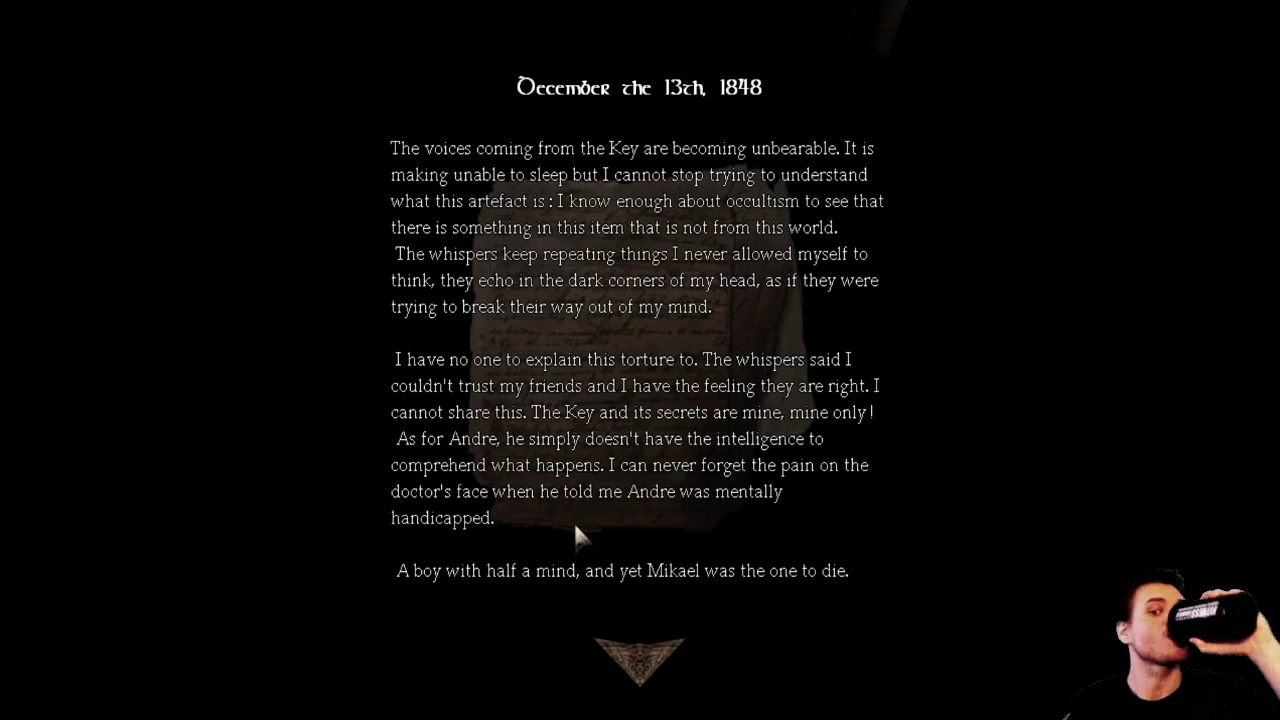 December the 13th, 1848
The voices coming from the Key are becoming unbearable. It is
making unable to sleep but I cannot stop trying to understand
what this artefact is : I know enough about occultism to see that
there is something in this item that is not from this world.
The whispers keep repeating things I never allowed myself to
think, they echo in the dark corners of my head, as if they were
trying to break their way out of my mind.
I have no one to explain this torture to. The whispers said I
couldn't trust my friends and I have the feeling they are right. I
cannot share this. The Key and its secrets are mine, mine only !
As for Andre, he simply doesn't have the intelligence to
comprehend what happens. I can never forget the pain on the
doctor's face when he told me Andre was mentally
handicapped.
A boy with half a mind, and yet Mikael was the one to die.